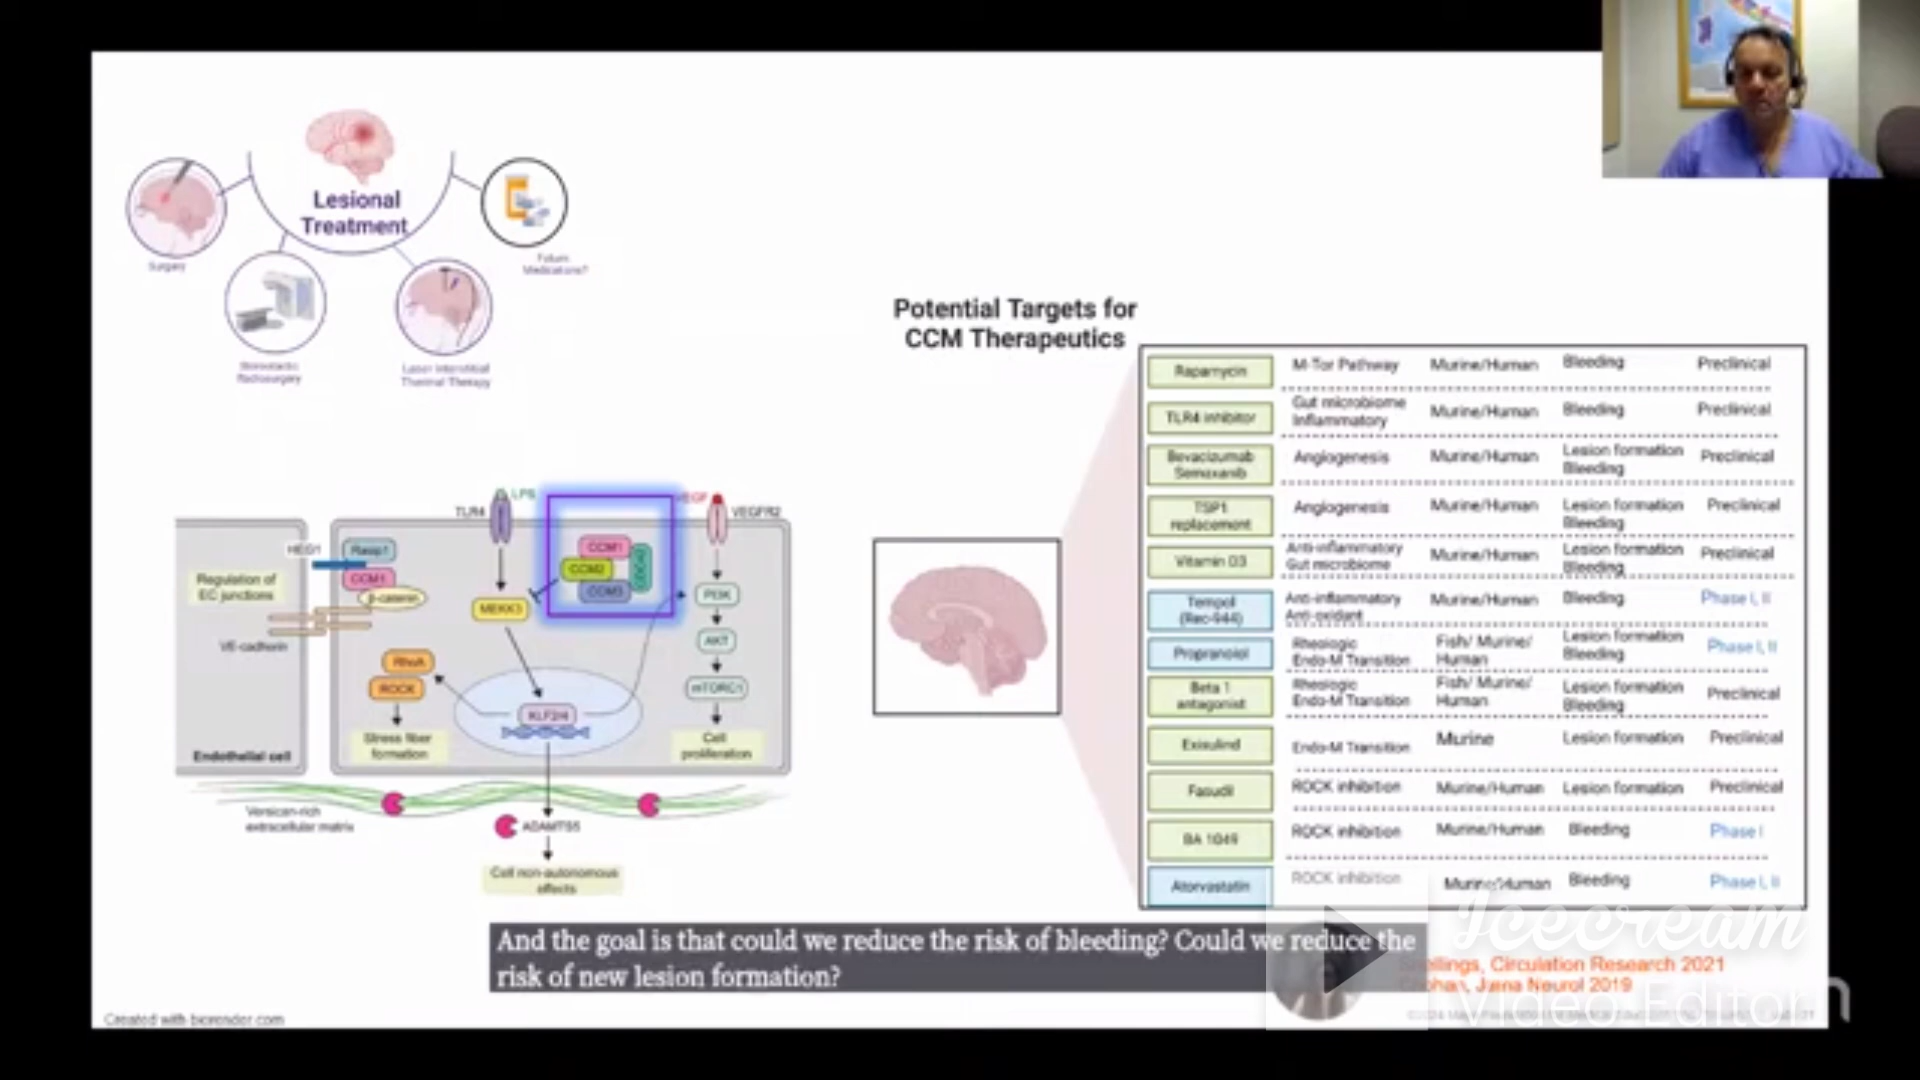 Lesional
Treatment
Surgery
Future
Medications?
Stereotactic
Radiosurgery
Laser Interstitial
Thermal Therapy
Potential Targets for
CCM Therapeutics
Rapamycin M-Tor Pathway Murine/Human Bleeding Preclinical
TLR4 inhibitor Gut microbiome Murine/Human Bleeding Preclinical
Inflammatory
Bevacizumab Angiogenesis Murine/Human Lesion formation Preclinical
Semaxanib Bleeding
TSP1 Angiogenesis Murine/Human Lesion formation Preclinical
replacement Bleeding
Vitamin D3 Anti-inflammatory Murine/Human Lesion formation Preclinical
Gut microbiome Bleeding
Tempol Anti-inflammatory Murine/Human Bleeding Phase I, II
(Rec-944) Anti-oxidant
Propranolol Rheologic Fish/ Murine/ Lesion formation Phase I, II
Endo-M Transition Human Bleeding
Beta 1 Rheologic Fish/ Murine/ Lesion formation Preclinical
antagonist Endo-M Transition Human Bleeding
Exisulind Endo-M Transition Murine Lesion formation Preclinical
Fasudil ROCK inhibition Murine/Human Lesion formation Preclinical
BA 1049 ROCK inhibition Murine/Human Bleeding Phase I
Atorvastatin ROCK inhibition Murine/Human Bleeding Phase I, II
LPS VEGF
TLR4 VEGFR2
HEG1 Rasip1
CCM1
β-catenin
Regulation of
EC junctions
VE-cadherin
CCM1
CCM2
CCM3
MEKK3
PI3K
AKT
mTORC1
RhoA
ROCK
KLF2/4
Stress fiber
formation
Cell
proliferation
Endothelial cell
Versican-rich
extracellular matrix
ADAMTS5
Cell non-autonomous
effects
And the goal is that could we reduce the risk of bleeding? Could we reduce the
risk of new lesion formation?
Circulation Research 2021
Neurol 2019
Icecream
Video Editor
Created with biorender.com